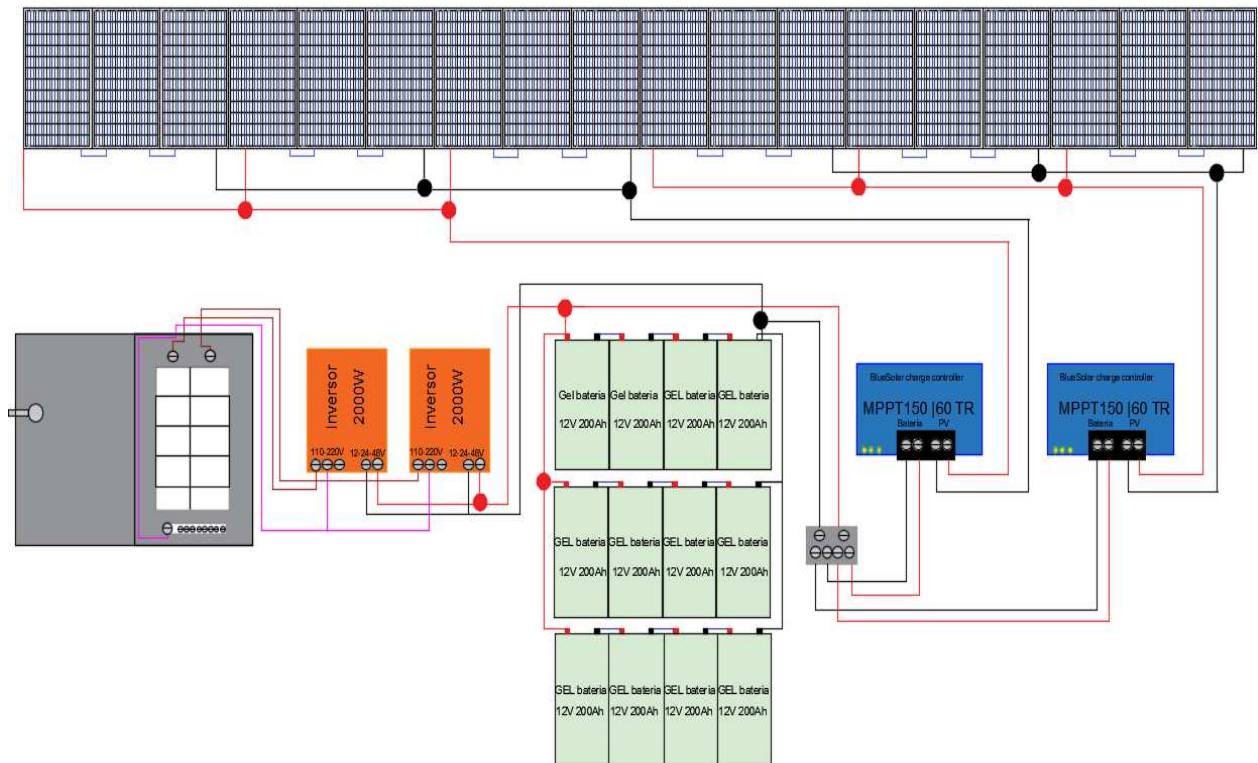 Inversor
2000W
110-220V
12-24-48V
Inversor
2000W
110-220V
12-24-48V
Gel bateria
12V 200Ah
Gel bateria
12V 200Ah
GEL bateria
12V 200Ah
GEL bateria
12V 200Ah
GEL bateria
12V 200Ah
GEL bateria
12V 200Ah
GEL bateria
12V 200Ah
GEL bateria
12V 200Ah
GEL bateria
12V 200Ah
GEL bateria
12V 200Ah
GEL bateria
12V 200Ah
GEL bateria
12V 200Ah
BlueSolar charge controller
MPPT150 |60 TR
Bateria PV
BlueSolar charge controller
MPPT150 |60 TR
Bateria PV